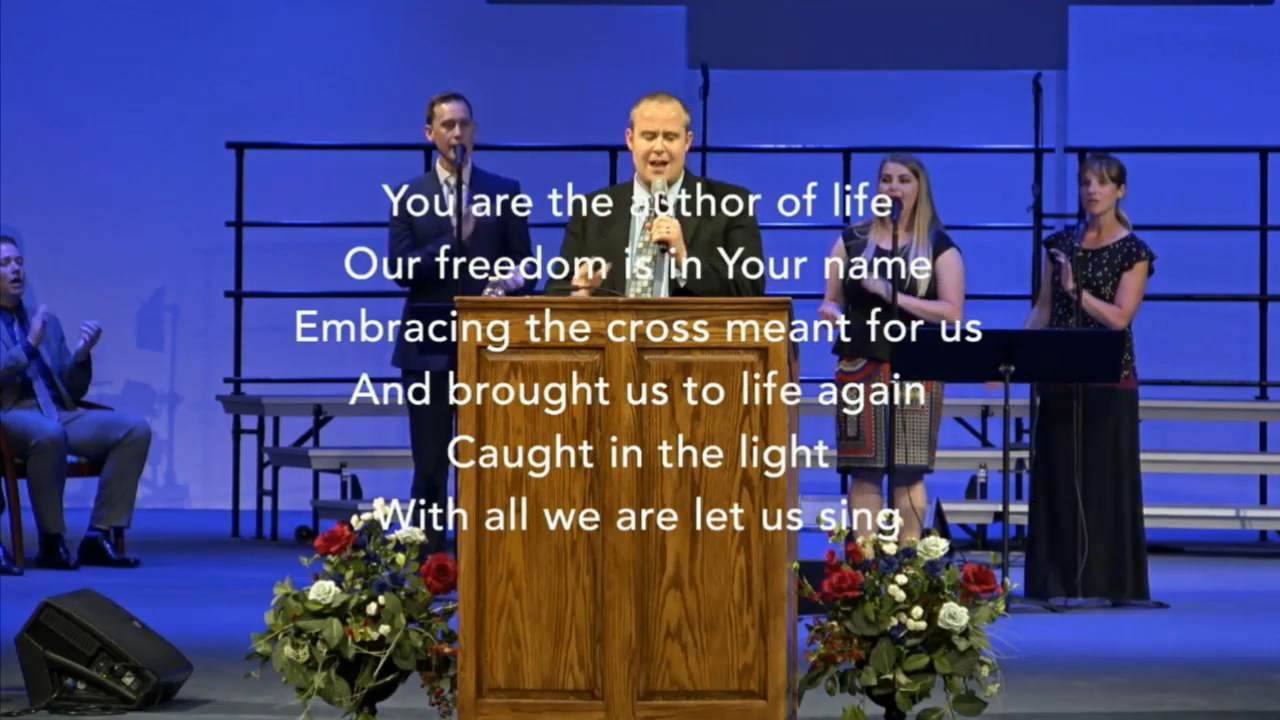 You are the author of life
Our freedom is in Your name
Embracing the cross meant for us
And brought us to life again
Caught in the light
With all we are let us sing